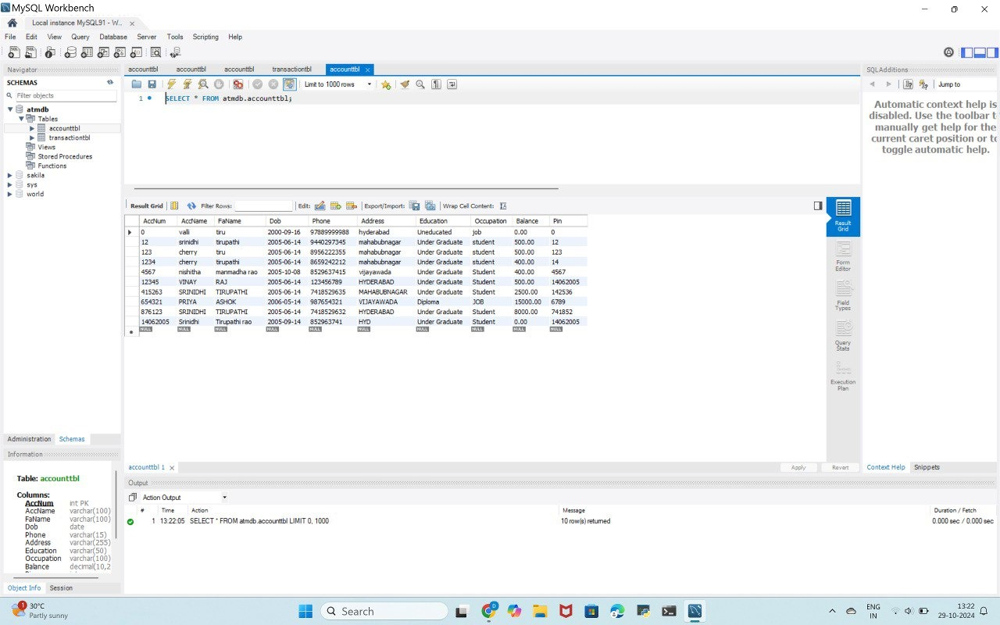 MySQL Workbench
Local instance MySQL91 - W... ×
File Edit View Query Database Server Tools Scripting Help
Navigator
SCHEMAS
Filter objects
atmdb
Tables
accounttbl
transactiontbl
Views
Stored Procedures
Functions
sakila
sys
world
Administration Schemas
Information
Table: accounttbl
Columns:
AccNum int PK
AccName varchar(100)
FaName varchar(100)
Dob date
Phone varchar(15)
Address varchar(255)
Education varchar(50)
Occupation varchar(100)
Balance decimal(10,2
Object Info Session
accounttbl accounttbl accounttbl transactiontbl accounttbl ×
Limit to 1000 rows
1 SELECT * FROM atmdb.accounttbl;
Result Grid Filter Rows: Edit: Export/Import: Wrap Cell Content:
AccNum AccName FaName Dob Phone Address Education Occupation Balance Pin
0 valli tiru 2000-09-16 97889999988 hyderabad Uneducated job 0.00 0
12 srinidhi tirupathi 2005-06-14 9440297345 mahabubnagar Under Graduate student 500.00 12
123 cherry tiru 2005-06-14 8956222355 mahabubnagar Under Graduate student 500.00 123
1234 cherry tirupathi 2005-06-14 8659242212 mahabubnagar Under Graduate student 400.00 14
4567 nishitha manmadha rao 2005-10-08 8529637415 vijayawada Under Graduate student 400.00 4567
12345 VINAY RAJ 2005-06-14 123456789 HYDERABAD Under Graduate Student 500.00 14062005
415263 SRINIDHI TIRUPATHI 2005-06-14 7418529635 MAHABUBNAGAR Under Graduate Student 2500.00 142536
654321 PRIYA ASHOK 2006-05-14 987654321 VIJAYAWADA Diploma JOB 15000.00 6789
876123 SRINIDHI TIRUPATHI 2005-06-14 7418529632 HYDERABAD Under Graduate Student 8000.00 741852
14062005 Srinidhi Tirupathi rao 2005-09-14 852963741 HYD Under Graduate Student 0.00 14062005
NULL NULL NULL NULL NULL NULL NULL NULL NULL NULL
Result Grid
Form Editor
Field Types
Query Stats
Execution Plan
accounttbl 1 × Apply Revert
Output
Action Output
# Time Action Message Duration / Fetch
1 13:22:05 SELECT * FROM atmdb.accounttbl LIMIT 0, 1000 10 row(s) returned 0.000 sec / 0.000 sec
SQLAdditions
Jump to
Automatic context help is
disabled. Use the toolbar t
manually get help for the
current caret position or to
toggle automatic help.
Context Help Snippets
1
30°C
Partly sunny
Search
ENG
IN
13:22
29-10-2024